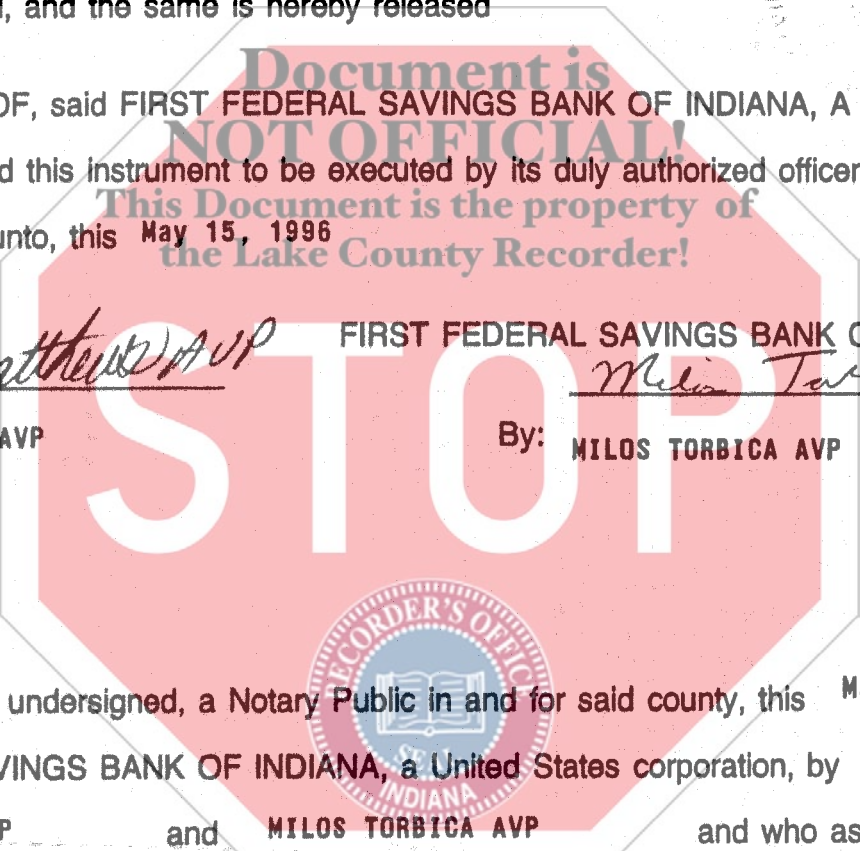 , and the same is hereby released
Document is
OF, said FIRST FEDERAL SAVINGS BANK OF INDIANA, A
NOT OFFICIAL!
d this instrument to be executed by its duly authorized officer
This Document is the property of
unto, this May 15, 1996
the Lake County Recorder!
STOP
FIRST FEDERAL SAVINGS BANK O
atthews AVP
Milos
AVP
By: MILOS TORBICA AVP
RECORDER'S OFFICE
undersigned, a Notary Public in and for said county, this M
SEAL
VINGS BANK OF INDIANA, a United States corporation, by
INDIANA
P and MILOS TORBICA AVP and who as